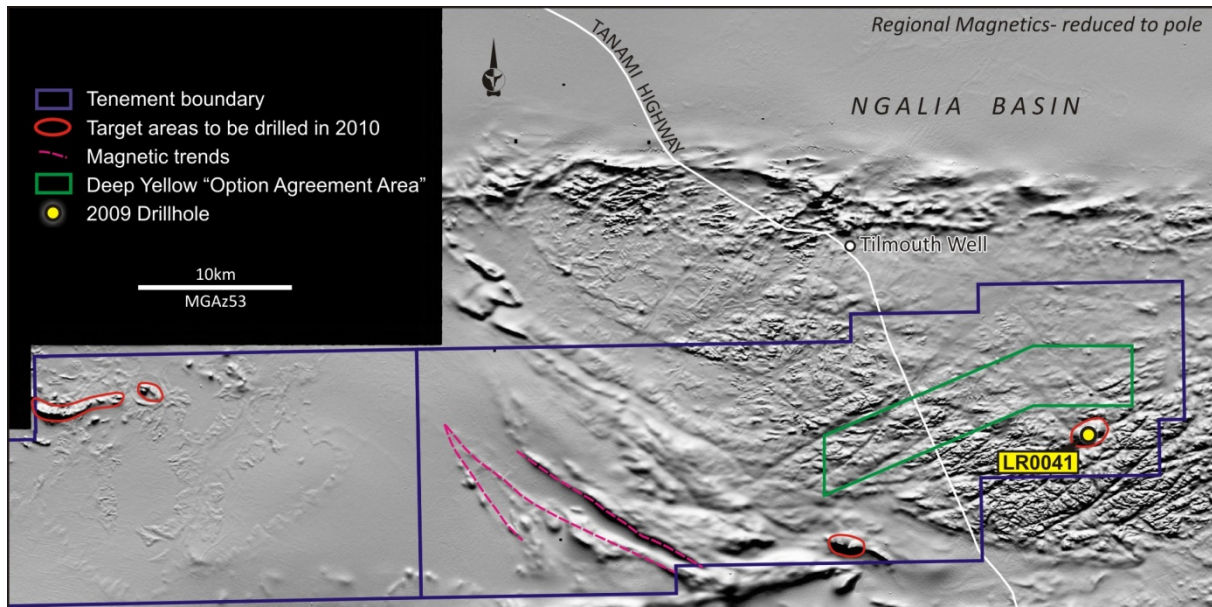 Regional Magnetics- reduced to pole
TANAMI HIGHWAY
NGALIA BASIN
Tenement boundary
Target areas to be drilled in 2010
Magnetic trends
Deep Yellow “Option Agreement Area”
2009 Drillhole
10km
MGAz53
Tilmouth Well
LR0041